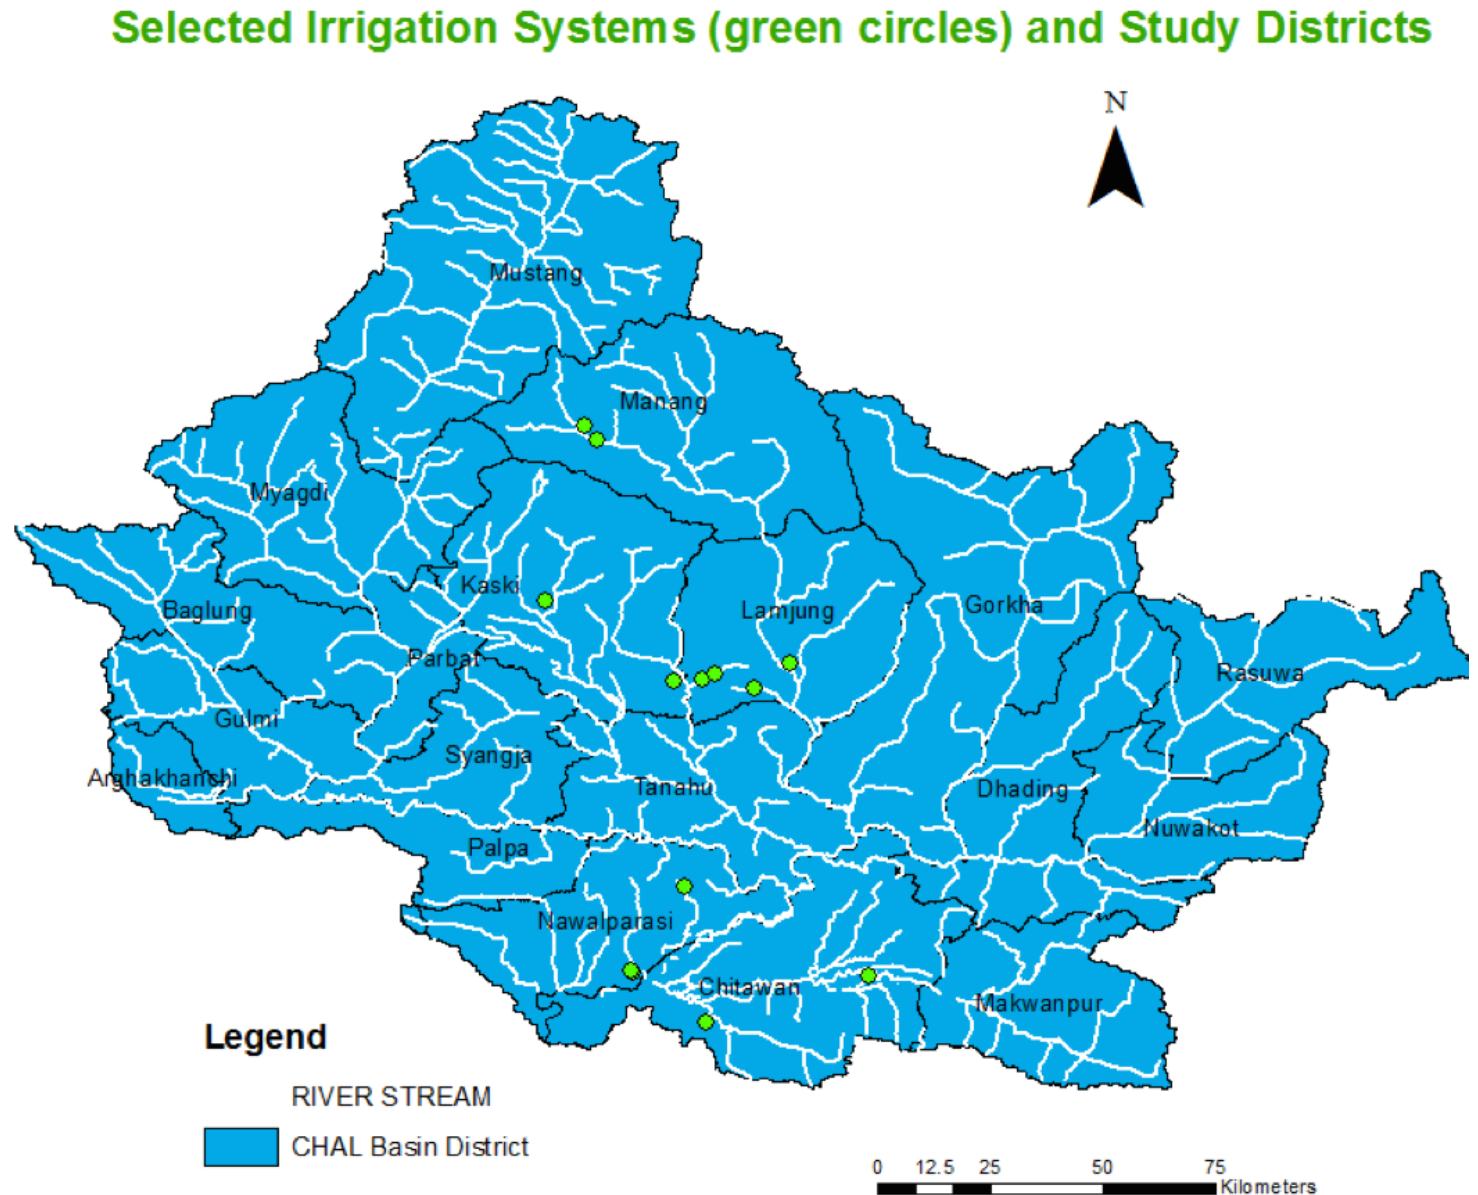 Selected Irrigation Systems (green circles) and Study Districts
N
Mustang
Manang
Myagdi
Kaski
Baglung
Lamjung
Gorkha
Parbat
Rasuwa
Gulmi
Syangja
Arghakhanchi
Tanahu
Dhading
Nuwakot
Palpa
Nawalparasi
Chitawan
Makwanpur
Legend
RIVER STREAM
CHAL Basin District
0 12.5 25 50 75
Kilometers